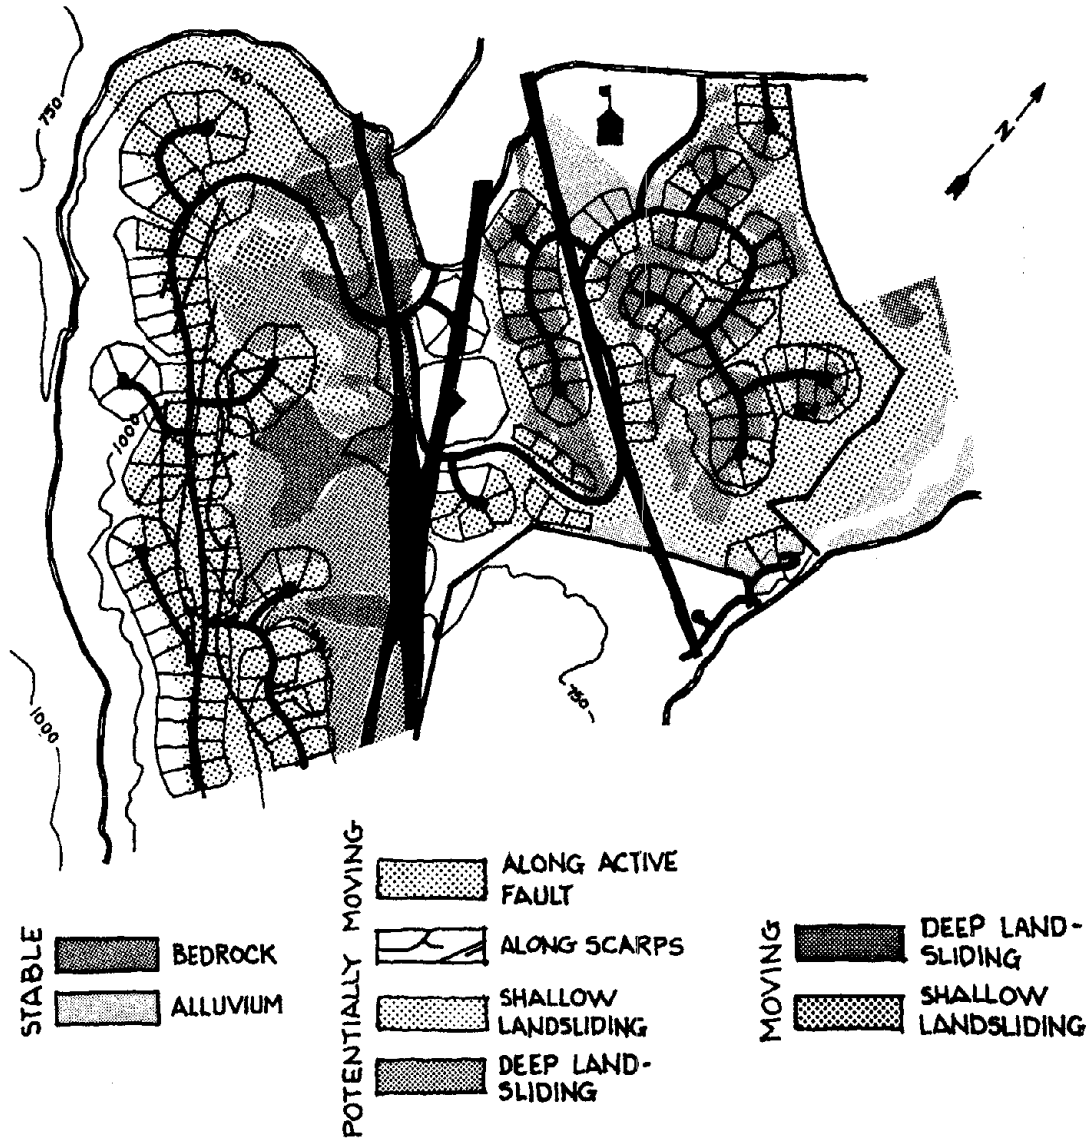 750
750
N
1000
1000
750
STABLE
BEDROCK
ALLUVIUM
POTENTIALLY MOVING
ALONG ACTIVE
FAULT
ALONG SCARPS
SHALLOW
LANDSLIDING
DEEP LAND-
SLIDING
MOVING
DEEP LAND-
SLIDING
SHALLOW
LANDSLIDING